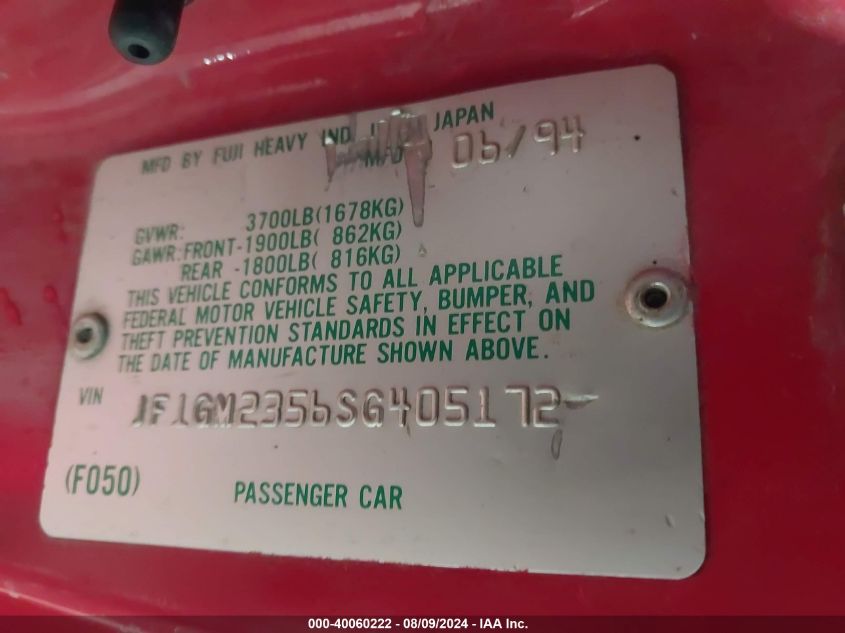 MFD BY FUJI HEAVY IND. JAPAN
MFD 06/94
GVWR: 3700LB(1678KG)
GAWR:FRONT-1900LB( 862KG)
REAR -1800LB( 816KG)
THIS VEHICLE CONFORMS TO ALL APPLICABLE
FEDERAL MOTOR VEHICLE SAFETY, BUMPER, AND
THEFT PREVENTION STANDARDS IN EFFECT ON
THE DATE OF MANUFACTURE SHOWN ABOVE.
VIN JF1GM2356SG405172
(F050) PASSENGER CAR
000-40060222 - 08/09/2024 - IAA Inc.